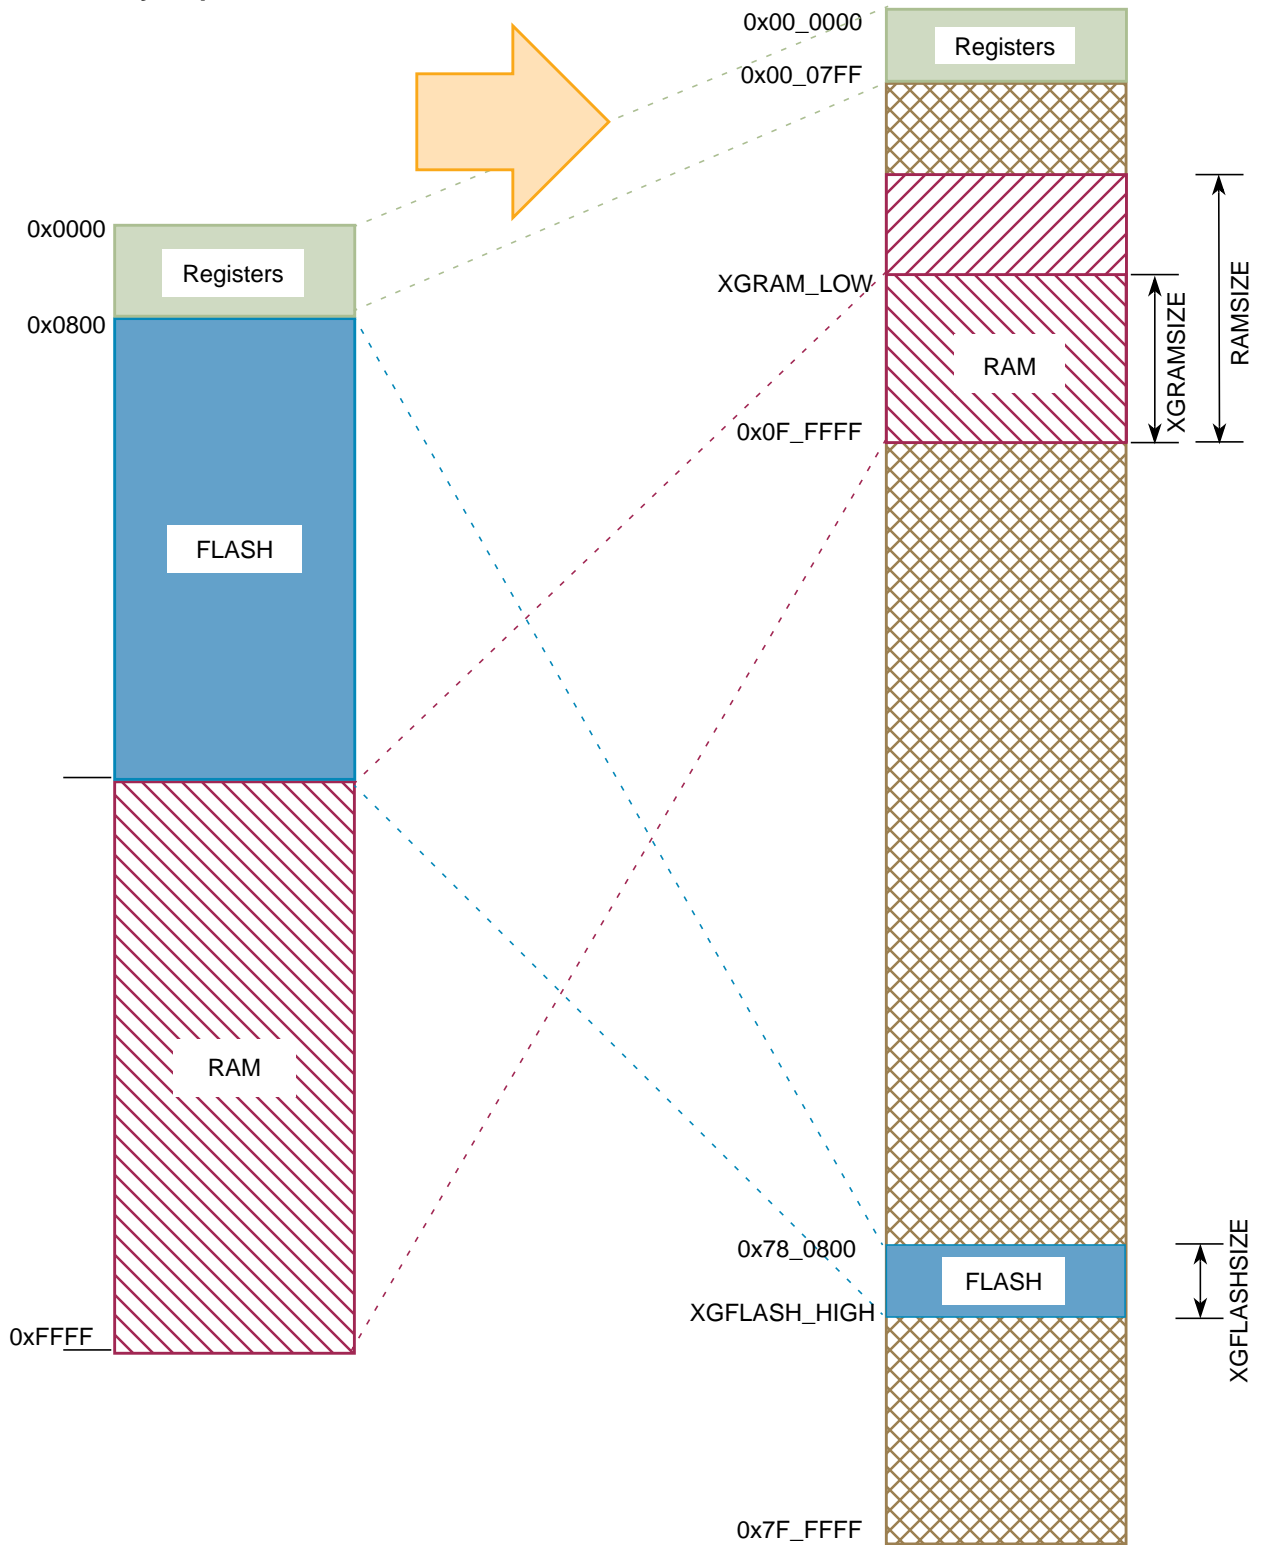 0x00_0000
Registers
0x00_07FF
0x0000
Registers
0x0800
XGRAM_LOW
RAM
XGRAMSIZE
RAMSIZE
0x0F_FFFF
FLASH
RAM
0x78_0800
FLASH
XGFLASH_HIGH
XGFLASHSIZE
0xFFFF
0x7F_FFFF